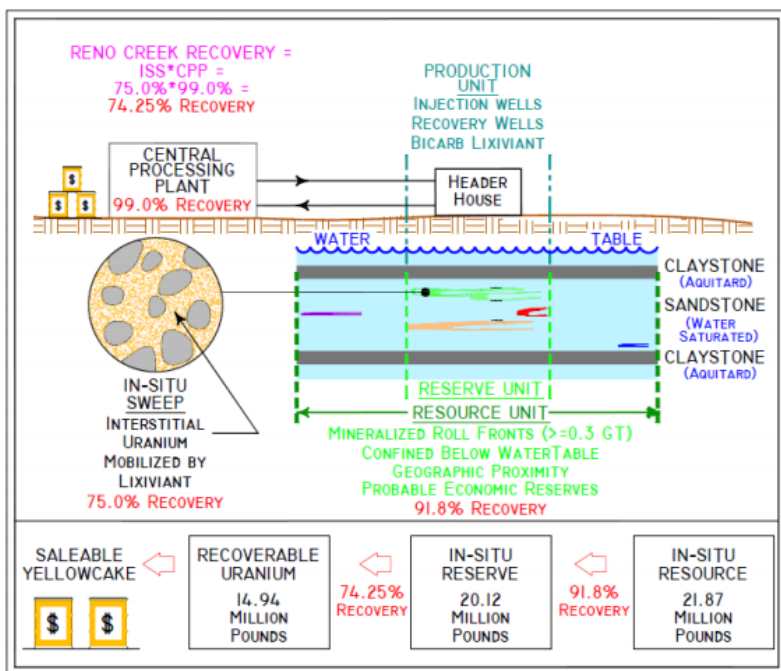 RENO CREEK RECOVERY =
ISS*CPP =
75.0%*99.0% =
74.25% RECOVERY
PRODUCTION
UNIT
INJECTION WELLS
RECOVERY WELLS
BICARB LIXIVIANT
$
$ $
CENTRAL
PROCESSING
PLANT
99.0% RECOVERY
HEADER
HOUSE
WATER TABLE
CLAYSTONE
(AQUITARD)
SANDSTONE
(WATER
SATURATED)
CLAYSTONE
(AQUITARD)
IN-SITU
SWEEP
INTERSTITIAL
URANIUM
MOBILIZED BY
LIXIVIANT
75.0% RECOVERY
RESERVE UNIT
RESOURCE UNIT
MINERALIZED ROLL FRONTS (>=0.3 GT)
CONFINED BELOW WATERTABLE
GEOGRAPHIC PROXIMITY
PROBABLE ECONOMIC RESERVES
91.8% RECOVERY
SALEABLE
YELLOWCAKE
$ $
RECOVERABLE
URANIUM
14.94
MILLION
POUNDS
74.25%
RECOVERY
IN-SITU
RESERVE
20.12
MILLION
POUNDS
91.8%
RECOVERY
IN-SITU
RESOURCE
21.87
MILLION
POUNDS